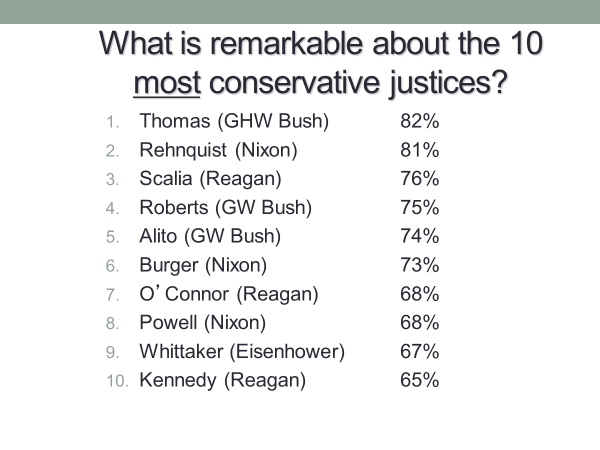 What is remarkable about the 10
most conservative justices?
1. Thomas (GHW Bush) 82%
2. Rehnquist (Nixon) 81%
3. Scalia (Reagan) 76%
4. Roberts (GW Bush) 75%
5. Alito (GW Bush) 74%
6. Burger (Nixon) 73%
7. O’Connor (Reagan) 68%
8. Powell (Nixon) 68%
9. Whittaker (Eisenhower) 67%
10. Kennedy (Reagan) 65%